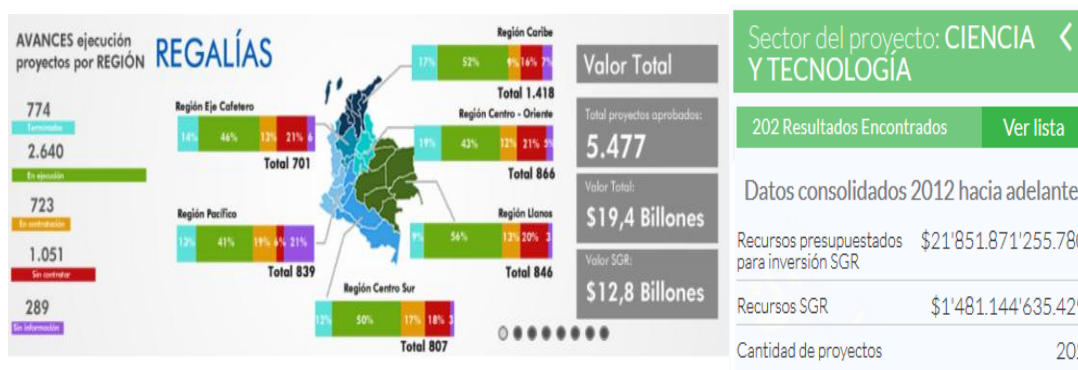 AVANCES ejecución
proyectos por REGIÓN
REGALÍAS
774
Terminados
2.640
En ejecución
723
En contratación
1.051
Sin contratar
289
Sin información
Región Caribe
17% 52% 9% 16% 7%
Total 1.418
Región Eje Cafetero
14% 46% 13% 21% 6
Total 701
Región Centro - Oriente
19% 43% 12% 21% 5%
Total 866
Región Pacífico
13% 41% 19% 6% 21%
Total 839
Región Llanos
9% 56% 13% 20% 3
Total 846
Región Centro Sur
12% 50% 17% 18% 3
Total 807
Valor Total
Total proyectos aprobados:
5.477
Valor Total:
$19,4 Billones
Valor SGR:
$12,8 Billones
Sector del proyecto: CIENCIA
Y TECNOLOGÍA
202 Resultados Encontrados Ver lista
Datos consolidados 2012 hacia adelante
Recursos presupuestados $21'851.871'255.780
para inversión SGR
Recursos SGR $1'481.144'635.429
Cantidad de proyectos 202